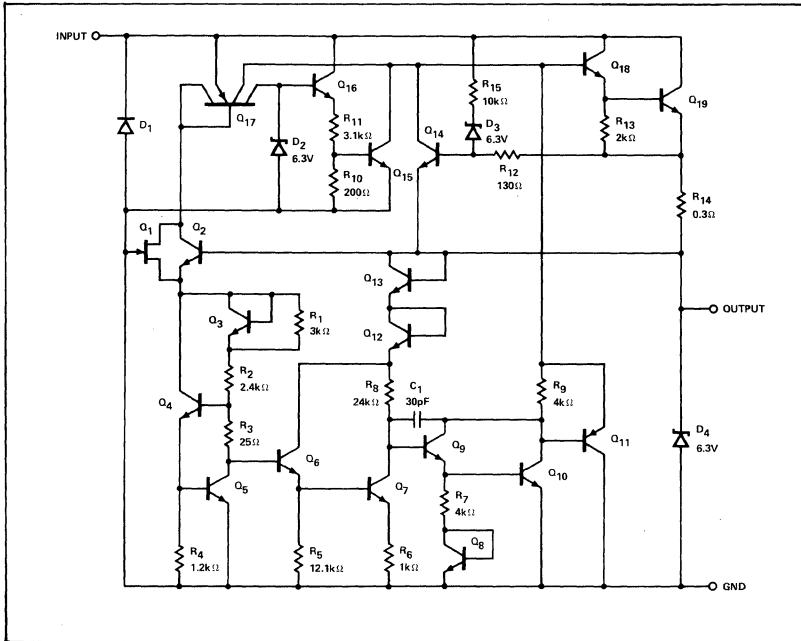 INPUT
Q17
Q16
Q18
Q19
R15
10kΩ
D1
D2
6.3V
R11
3.1kΩ
R10
200Ω
Q15
Q14
D3
6.3V
R12
130Ω
R13
2kΩ
R14
0.3Ω
Q1
Q2
Q13
Q12
OUTPUT
Q3
R1
3kΩ
R2
2.4kΩ
Q4
R3
25Ω
Q5
Q6
R8
24kΩ
C1
30pF
R9
4kΩ
Q9
Q7
Q10
Q11
D4
6.3V
R7
4kΩ
Q8
R4
1.2kΩ
R5
12.1kΩ
R6
1kΩ
GND